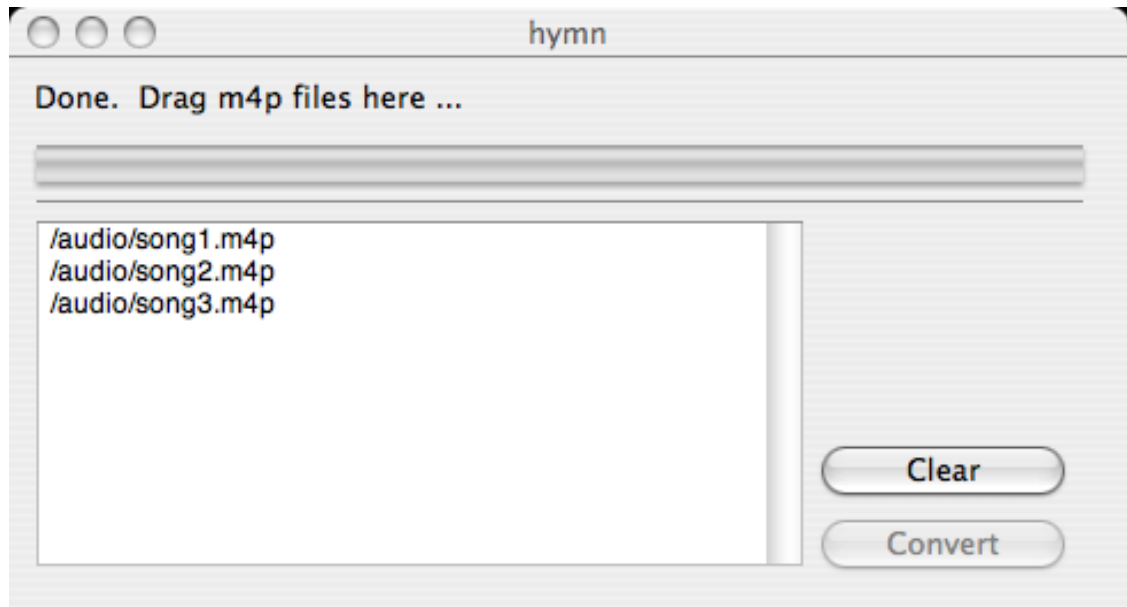 hymn
Done.  Drag m4p files here ...
/audio/song1.m4p
/audio/song2.m4p
/audio/song3.m4p
Clear
Convert